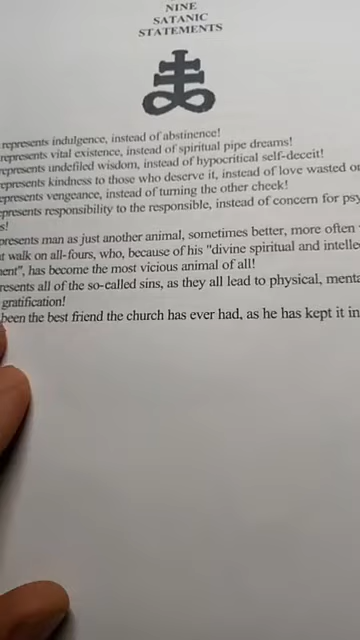 NINE
SATANIC
STATEMENTS
represents indulgence, instead of abstinence!
represents vital existence, instead of spiritual pipe dreams!
represents undefiled wisdom, instead of hypocritical self-deceit!
represents kindness to those who deserve it, instead of love wasted
represents vengeance, instead of turning the other cheek!
represents responsibility to the responsible, instead of concern for psy
s!
presents man as just another animal, sometimes better, more often
t walk on all-fours, who, because of his "divine spiritual and intelle
ent", has become the most vicious animal of all!
resents all of the so-called sins, as they all lead to physical, menta
gratification!
been the best friend the church has ever had, as he has kept it in